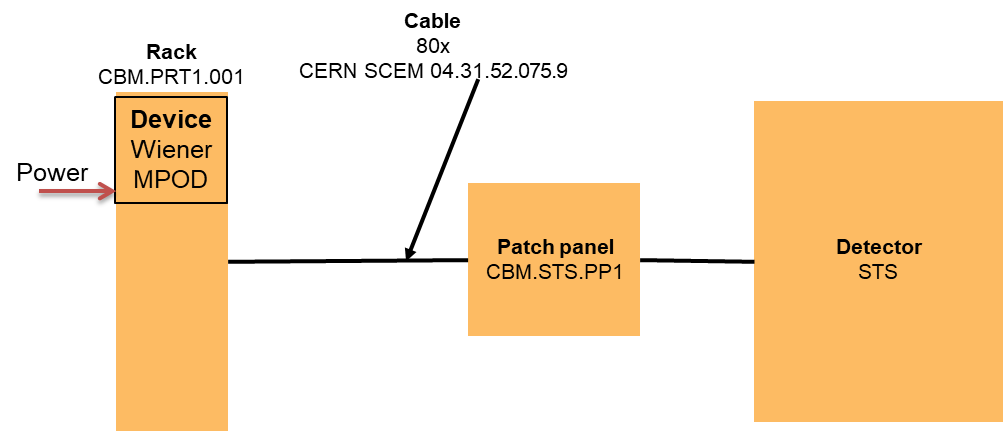 Cable
80x
CERN SCEM 04.31.52.075.9
Rack
CBM.PRT1.001
Device
Wiener
MPOD
Power
Patch panel
CBM.STS.PP1
Detector
STS